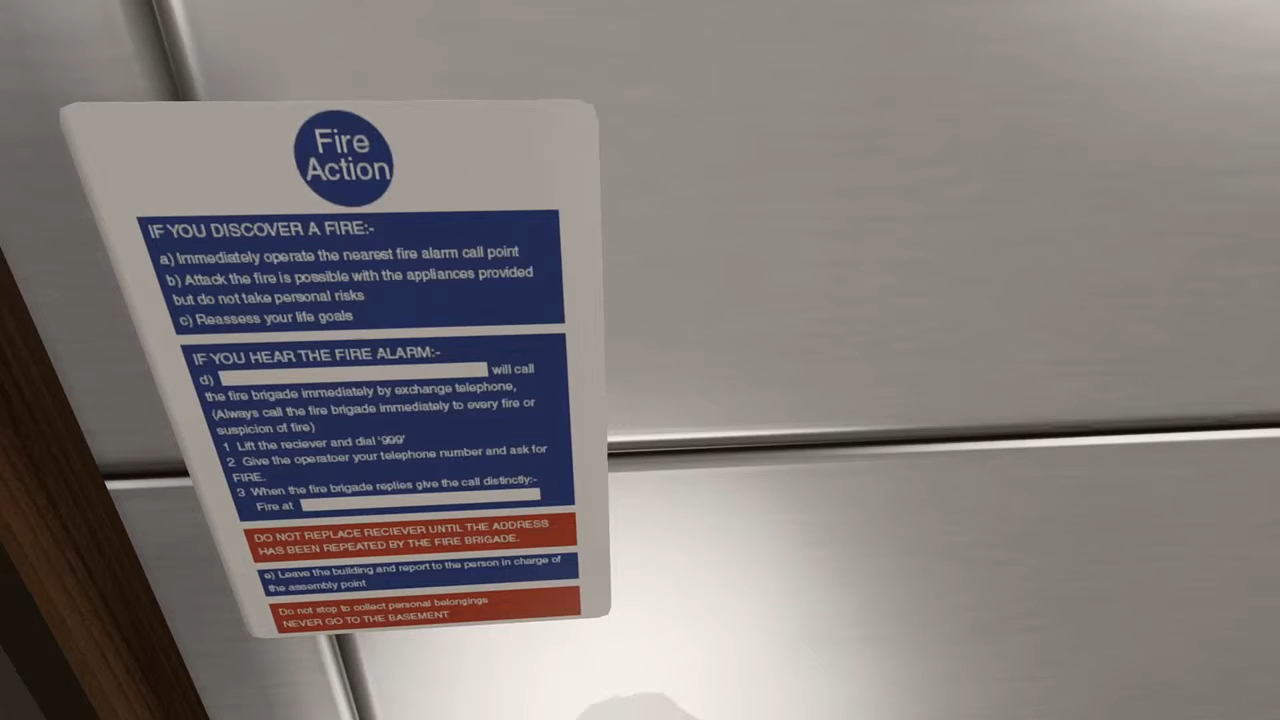 Fire
Action
IF YOU DISCOVER A FIRE:-
a) Immediately operate the nearest fire alarm call point
b) Attack the fire is possible with the appliances provided
but do not take personal risks
c) Reassess your life goals
IF YOU HEAR THE FIRE ALARM:-
d) will call
the fire brigade immediately by exchange telephone,
(Always call the fire brigade immediately to every fire or
suspicion of fire)
1 Lift the reciever and dial '999'
2 Give the operatoer your telephone number and ask for
FIRE.
3 When the fire brigade replies give the call distinctly:-
Fire at
DO NOT REPLACE RECIEVER UNTIL THE ADDRESS
HAS BEEN REPEATED BY THE FIRE BRIGADE.
e) Leave the building and report to the person in charge of
the assembly point
Do not stop to collect personal belongings
NEVER GO TO THE BASEMENT